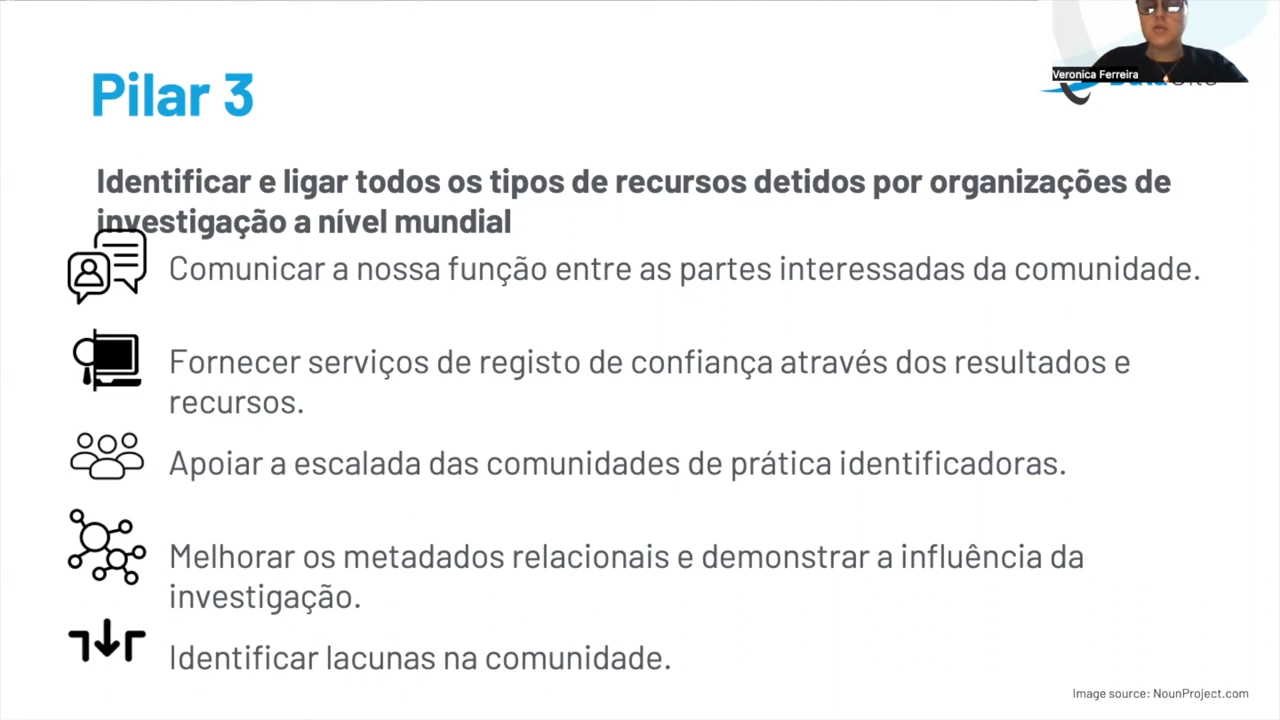 Pilar 3
Veronica Ferreira
Identificar e ligar todos os tipos de recursos detidos por organizações de
investigação a nível mundial
Comunicar a nossa função entre as partes interessadas da comunidade.
Fornecer serviços de registo de confiança através dos resultados e
recursos.
Apoiar a escalada das comunidades de prática identificadoras.
Melhorar os metadados relacionais e demonstrar a influência da
investigação.
Identificar lacunas na comunidade.
Image source: NounProject.com